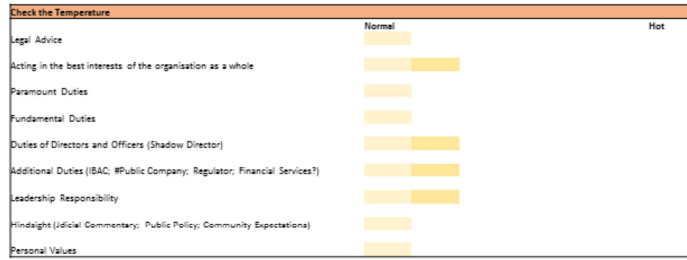 Check the Temperature
Normal Hot
Legal Advice
Acting in the best interests of the organisation as a whole
Paramount Duties
Fundamental Duties
Duties of Directors and Officers (Shadow Director)
Additional Duties (IBAC; #Public Company; Regulator; Financial Services?)
Leadership Responsibility
Hindsight (Jdicial Commentary; Public Policy; Community Expectations)
Personal Values